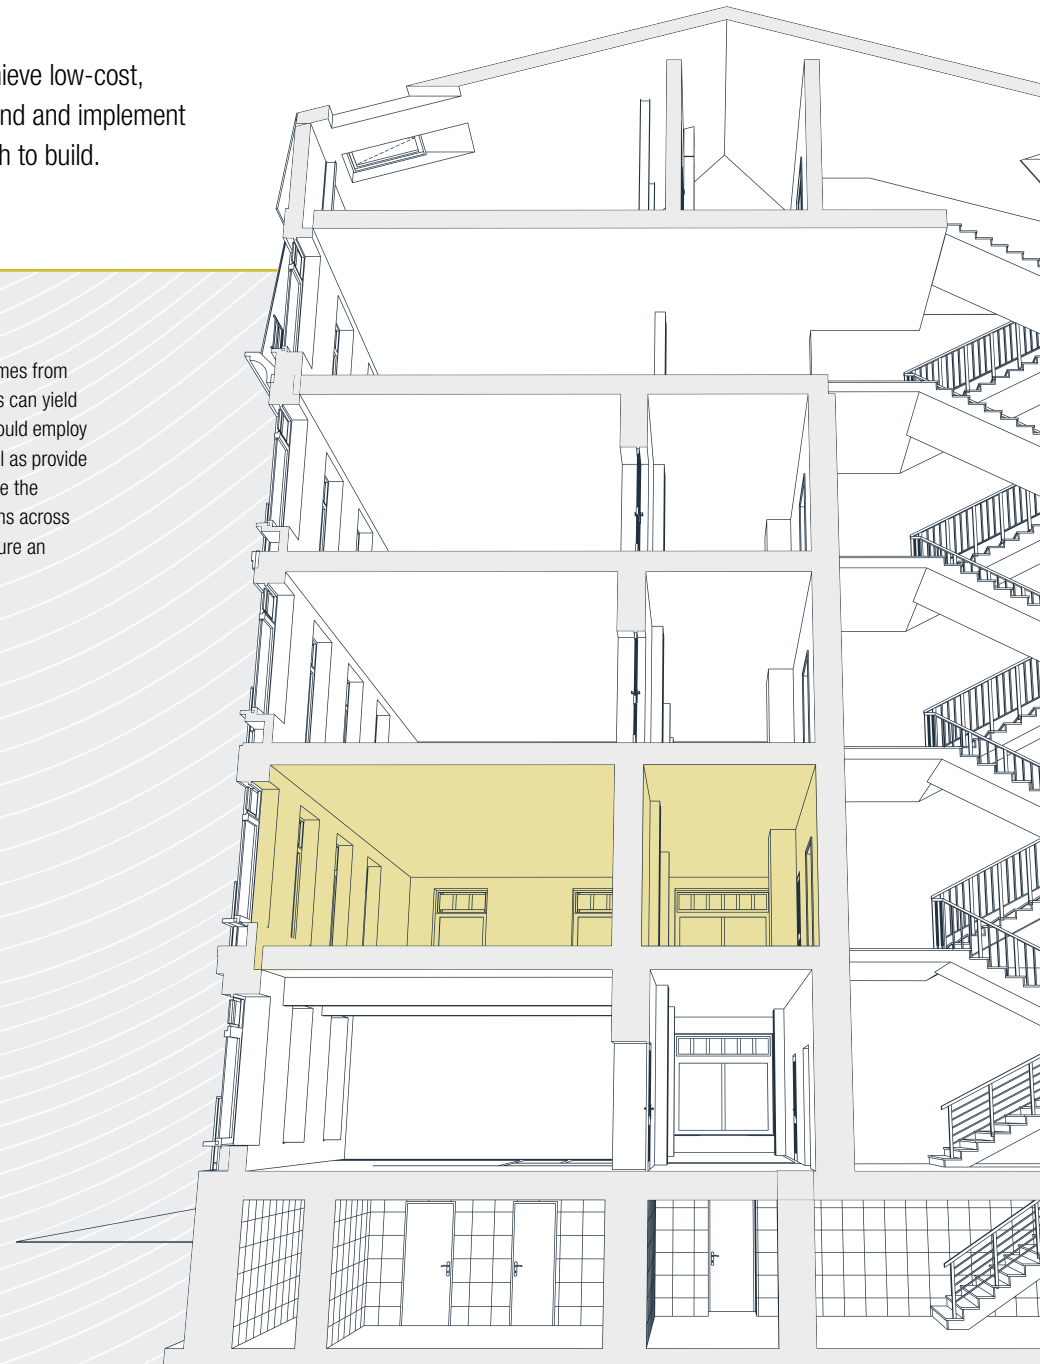 ieve low-cost,
nd and implement
h to build.
mes from
s can yield
ould employ
l as provide
e the
ns across
ure an